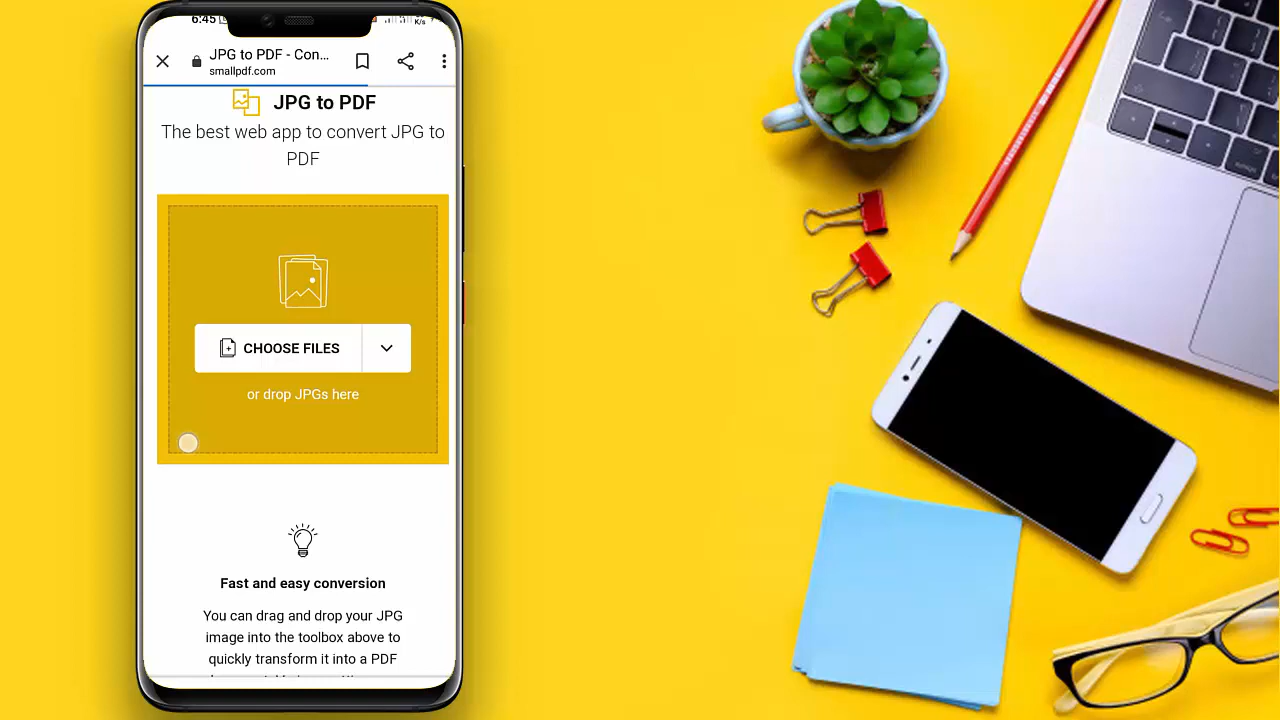 6:45
K/s
JPG to PDF - Con...
smallpdf.com
JPG to PDF
The best web app to convert JPG to
PDF
CHOOSE FILES
or drop JPGs here
Fast and easy conversion
You can drag and drop your JPG
image into the toolbox above to
quickly transform it into a PDF